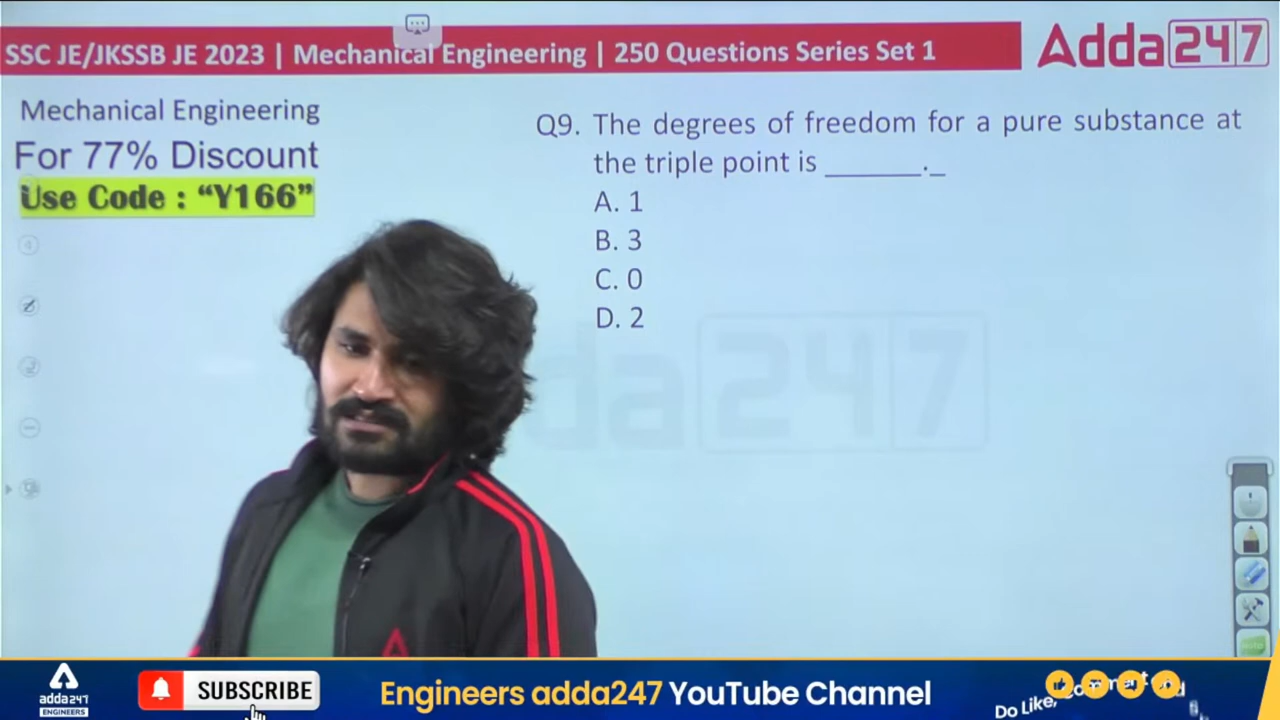 SSC JE/JKSSB JE 2023 | Mechanical Engineering | 250 Questions Series Set 1
Adda247
Mechanical Engineering
For 77% Discount
Use Code : “Y166”
Q9. The degrees of freedom for a pure substance at
the triple point is _______._
A. 1
B. 3
C. 0
D. 2
da247
adda247
ENGINEERS
SUBSCRIBE
Engineers adda247 YouTube Channel
Do Like,